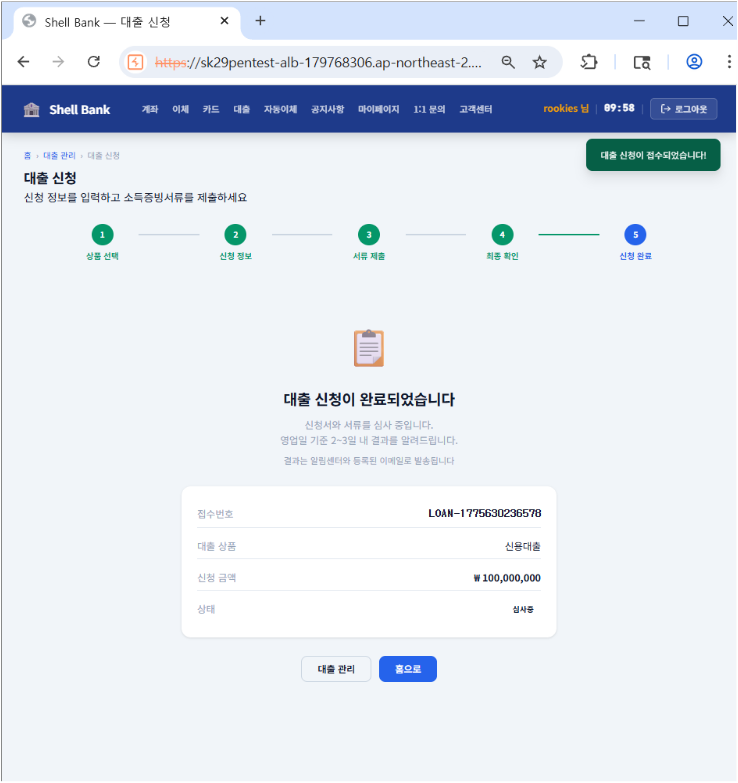 Shell Bank — 대출 신청
https://sk29pentest-alb-179768306.ap-northeast-2....
Shell Bank 계좌 이체 카드 대출 자동이체 공지사항 마이페이지 1:1 문의 고객센터 rookies 님 09:58 로그아웃
홈 › 대출 관리 › 대출 신청
대출 신청이 접수되었습니다!
대출 신청
신청 정보를 입력하고 소득증빙서류를 제출하세요
1 2 3 4 5
상품 선택 신청 정보 서류 제출 최종 확인 신청 완료
대출 신청이 완료되었습니다
신청서와 서류를 심사 중입니다.
영업일 기준 2~3일 내 결과를 알려드립니다.
결과는 알림센터와 등록된 이메일로 발송됩니다
접수번호 LOAN-1775630236578
대출 상품 신용대출
신청 금액 ₩100,000,000
상태 심사중
대출 관리 홈으로